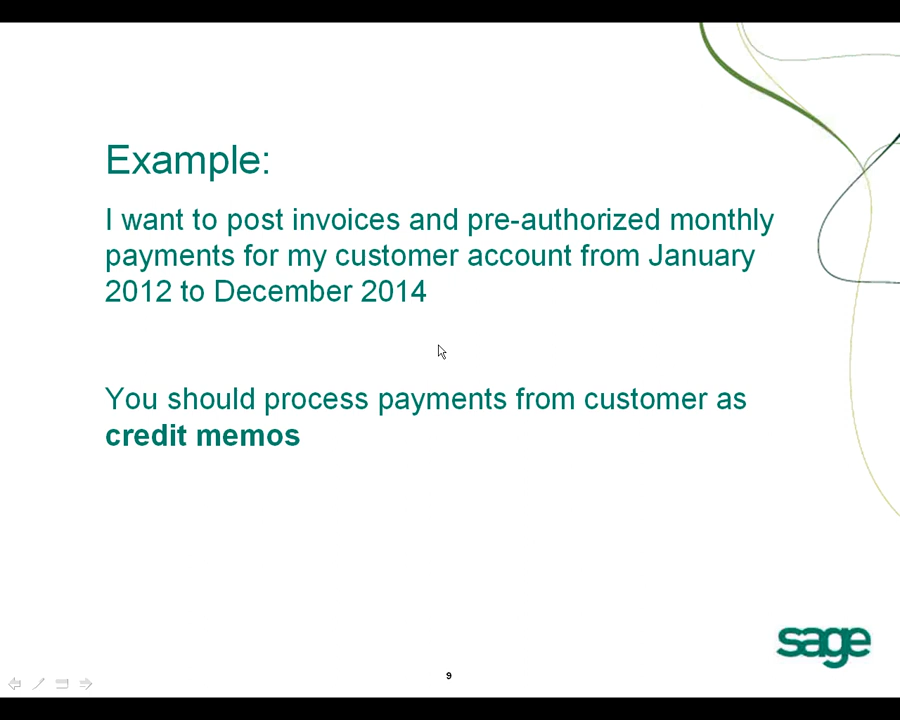 Example:
I want to post invoices and pre-authorized monthly
payments for my customer account from January
2012 to December 2014
You should process payments from customer as
credit memos
sage
9